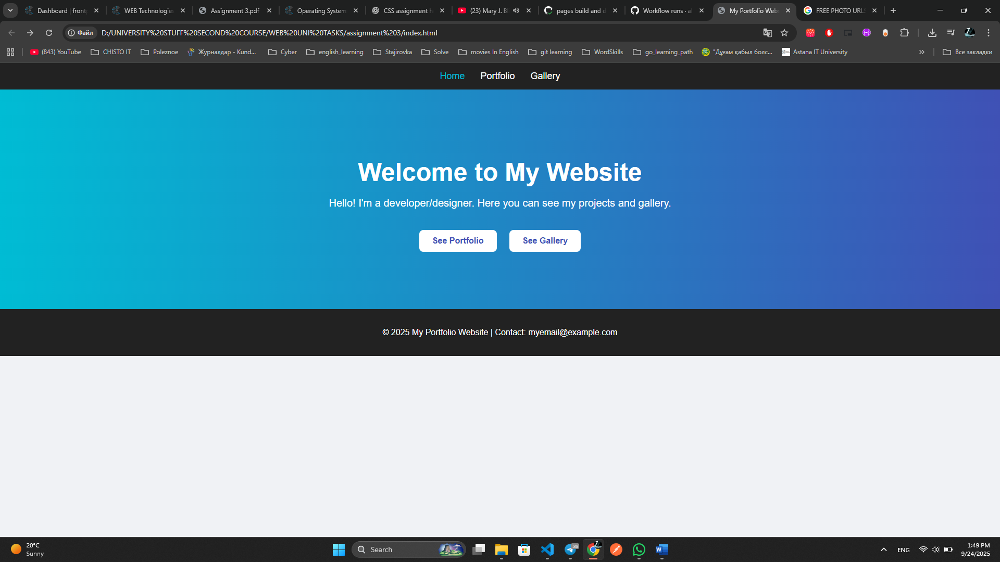 Dashboard | front
WEB Technologies
Assignment 3.pdf
Operating System
CSS assignment h
(23) Mary J. Bl
pages build and d
Workflow runs · al
My Portfolio Web
FREE PHOTO URLS
Файл
D:/UNIVERSITY%20STUFF%20SECOND%20COURSE/WEB%20UNI%20TASKS/assignment%203/index.html
(843) YouTube
CHISTO IT
Poleznoe
Журналдар - Kund...
Cyber
english_learning
Stajirovka
Solve
movies In English
git learning
WordSkills
go_learning_path
"Дұғам қабыл болс...
Astana IT University
Все закладки
Home
Portfolio
Gallery
Welcome to My Website
Hello! I'm a developer/designer. Here you can see my projects and gallery.
See Portfolio
See Gallery
© 2025 My Portfolio Website | Contact: myemail@example.com
20°C
Sunny
Search
88
ENG
1:49 PM
9/24/2025